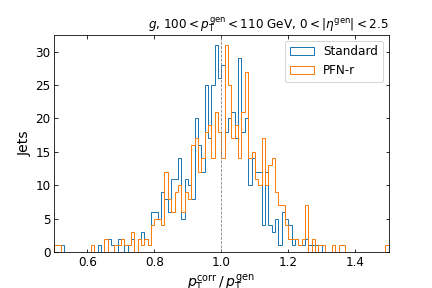 g, 100 < p_T^gen < 110 GeV, 0 < |η^gen| < 2.5
Standard
PFN-r
Jets
30
25
20
15
10
5
0
0.6 0.8 1.0 1.2 1.4
p_T^corr / p_T^gen